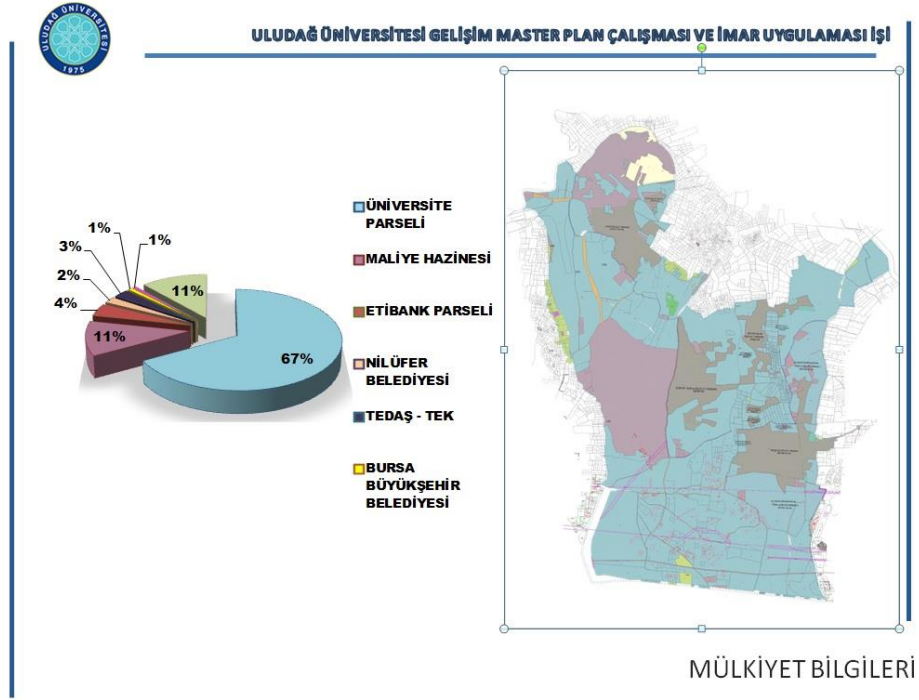 ULUDAĞ ÜNİVERSİTESİ
1975
ULUDAĞ ÜNİVERSİTESİ GELİŞİM MASTER PLAN ÇALIŞMASI VE İMAR UYGULAMASI İŞİ
1%
1%
3%
2%
4%
11%
11%
67%
ÜNİVERSİTE
PARSELİ
MALİYE HAZİNESİ
ETİBANK PARSELİ
NİLÜFER
BELEDİYESİ
TEDAŞ - TEK
BURSA
BÜYÜKŞEHİR
BELEDİYESİ
MÜLKİYET BİLGİLERİ